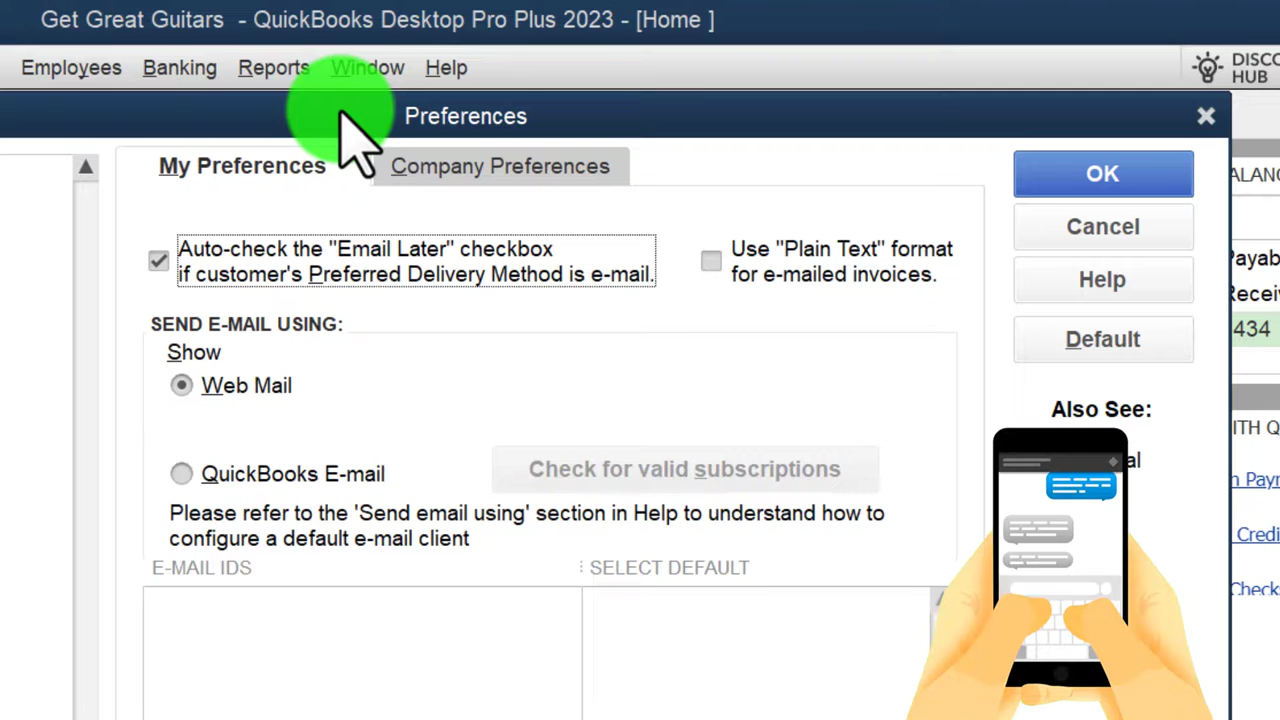 Get Great Guitars - QuickBooks Desktop Pro Plus 2023 - [Home ]
Employees Banking Reports Window Help
DISCO
HUB
Preferences
My Preferences
Company Preferences
OK
ALANC
Auto-check the "Email Later" checkbox
if customer's Preferred Delivery Method is e-mail.
Use "Plain Text" format
for e-mailed invoices.
Cancel
Payab
Help
Receiv
434
SEND E-MAIL USING:
Show
Default
Web Mail
Also See:
ITH Q
al
QuickBooks E-mail
Check for valid subscriptions
n Paym
Please refer to the 'Send email using' section in Help to understand how to
configure a default e-mail client
Credi
E-MAIL IDS
SELECT DEFAULT
Checks